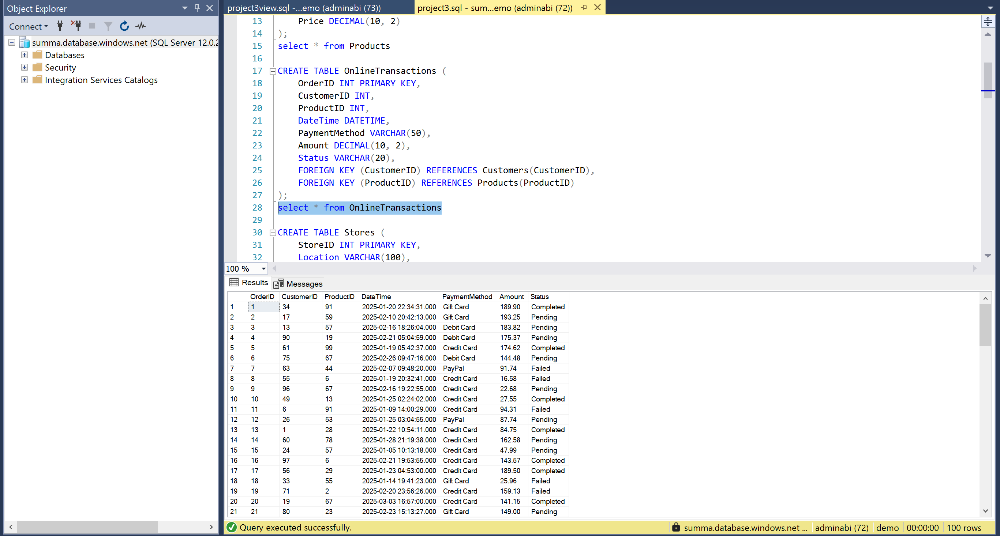 Object Explorer
Connect
summa.database.windows.net (SQL Server 12.0.2
Databases
Security
Integration Services Catalogs
project3view.sql -...emo (adminabi (73))
project3.sql - sum...emo (adminabi (72))
13 Price DECIMAL(10, 2)
14 );
15 select * from Products
16
17 CREATE TABLE OnlineTransactions (
18 OrderID INT PRIMARY KEY,
19 CustomerID INT,
20 ProductID INT,
21 DateTime DATETIME,
22 PaymentMethod VARCHAR(50),
23 Amount DECIMAL(10, 2),
24 Status VARCHAR(20),
25 FOREIGN KEY (CustomerID) REFERENCES Customers(CustomerID),
26 FOREIGN KEY (ProductID) REFERENCES Products(ProductID)
27 );
28 select * from OnlineTransactions
29
30 CREATE TABLE Stores (
31 StoreID INT PRIMARY KEY,
32 Location VARCHAR(100),
100 %
Results Messages
OrderID CustomerID ProductID DateTime PaymentMethod Amount Status
1 1 34 91 2025-01-20 22:34:31.000 Gift Card 189.90 Completed
2 2 17 59 2025-02-10 20:42:13.000 Gift Card 193.25 Pending
3 3 13 57 2025-02-16 18:26:04.000 Debit Card 183.82 Pending
4 4 90 19 2025-02-21 05:04:59.000 Debit Card 175.37 Pending
5 5 61 99 2025-01-19 05:42:37.000 Credit Card 174.62 Completed
6 6 75 67 2025-02-26 09:47:16.000 Debit Card 144.48 Pending
7 7 63 44 2025-02-07 09:48:20.000 PayPal 91.74 Failed
8 8 55 6 2025-01-19 20:32:41.000 Credit Card 16.58 Failed
9 9 96 67 2025-02-16 19:22:55.000 Credit Card 22.68 Pending
10 10 49 13 2025-01-25 02:24:02.000 Credit Card 27.55 Completed
11 11 6 91 2025-01-09 14:00:29.000 Credit Card 94.31 Failed
12 12 26 53 2025-01-25 03:04:55.000 PayPal 87.74 Pending
13 13 1 28 2025-01-22 10:54:11.000 Credit Card 84.75 Completed
14 14 60 78 2025-01-28 21:19:38.000 Credit Card 162.58 Pending
15 15 24 57 2025-01-05 10:13:18.000 Credit Card 47.99 Pending
16 16 97 6 2025-02-21 19:53:55.000 Credit Card 143.57 Completed
17 17 56 29 2025-01-23 04:53:00.000 Credit Card 189.50 Completed
18 18 33 55 2025-01-14 19:41:23.000 Gift Card 25.96 Failed
19 19 71 2 2025-02-20 23:56:26.000 Credit Card 159.13 Failed
20 20 19 67 2025-03-03 16:57:00.000 Credit Card 141.15 Completed
21 21 80 23 2025-02-23 15:13:27.000 Gift Card 149.00 Pending
Query executed successfully. summa.database.windows.net ... adminabi (72) demo 00:00:00 100 rows